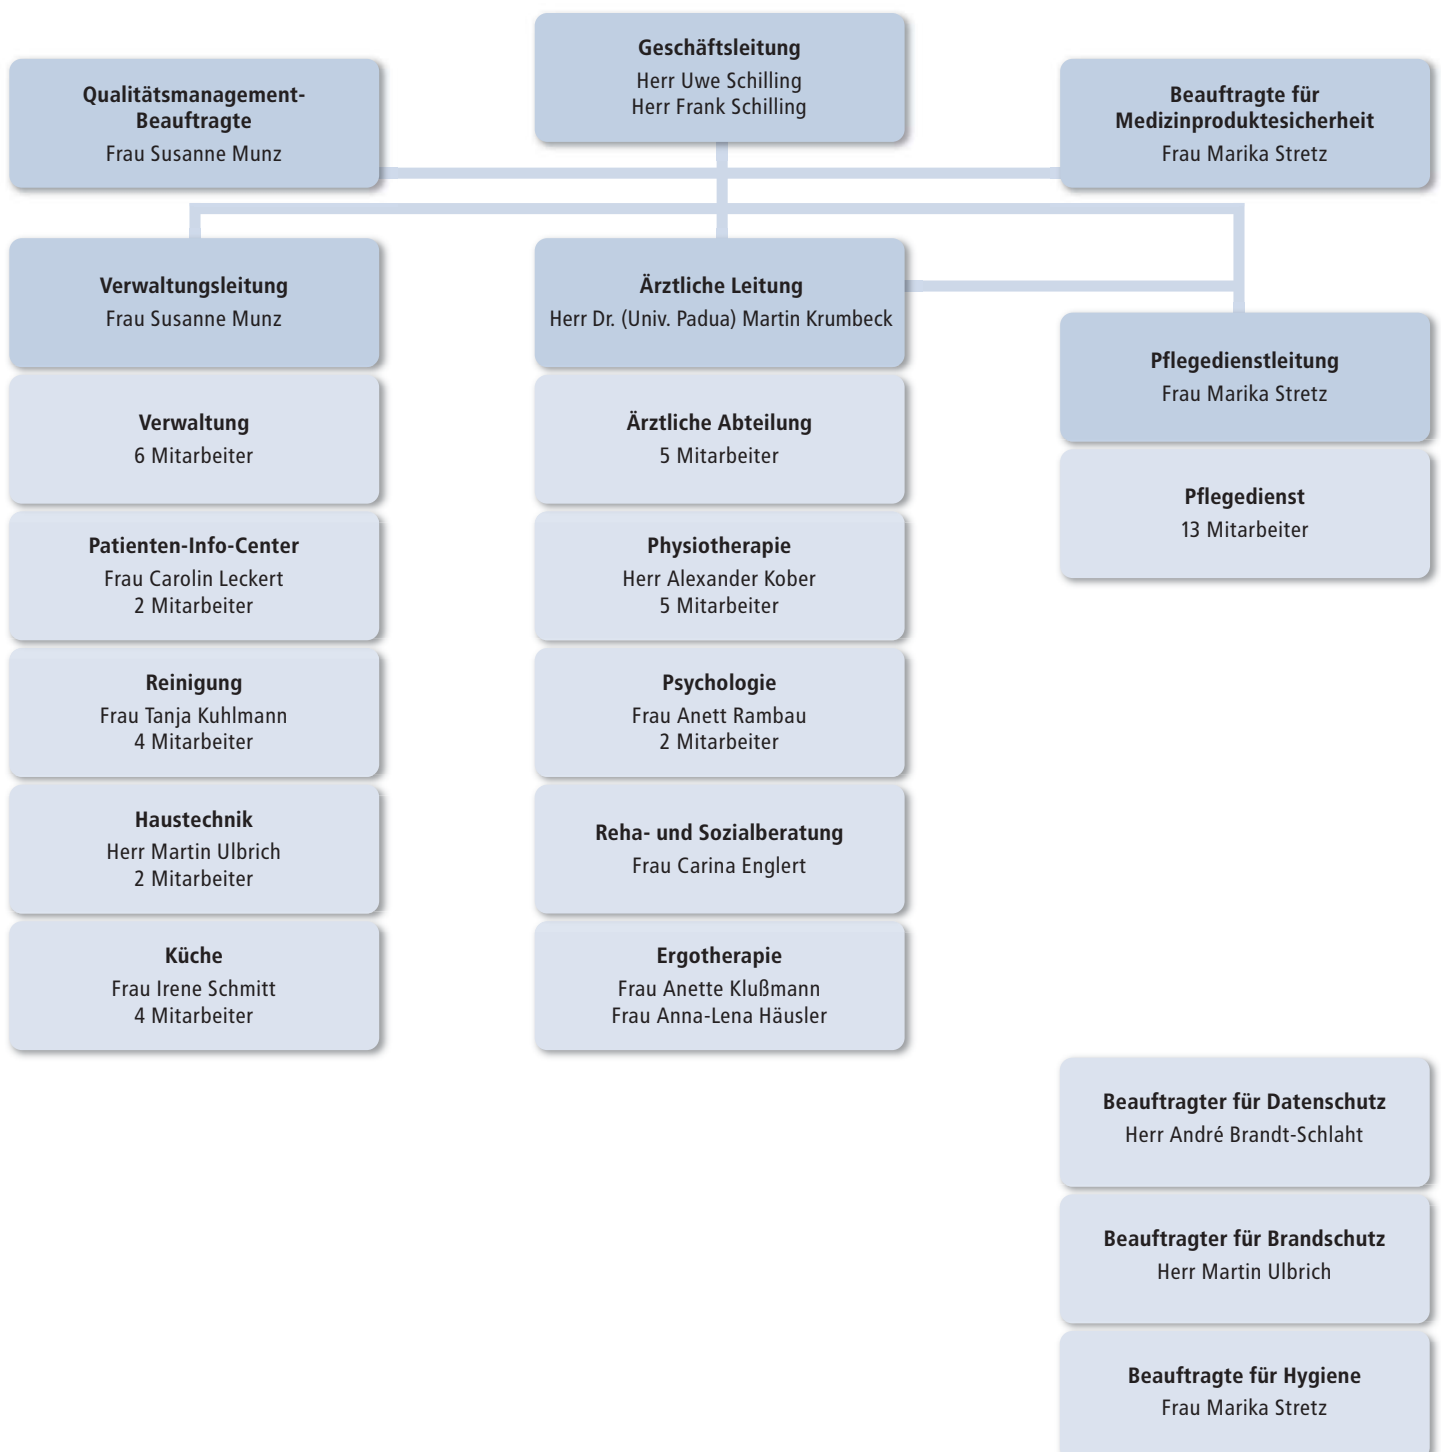 Geschäftsleitung
Herr Uwe Schilling
Herr Frank Schilling
Qualitätsmanagement-
Beauftragte
Frau Susanne Munz
Beauftragte für
Medizinproduktesicherheit
Frau Marika Stretz
Verwaltungsleitung
Frau Susanne Munz
Verwaltung
6 Mitarbeiter
Patienten-Info-Center
Frau Carolin Leckert
2 Mitarbeiter
Reinigung
Frau Tanja Kuhlmann
4 Mitarbeiter
Haustechnik
Herr Martin Ulbrich
2 Mitarbeiter
Küche
Frau Irene Schmitt
4 Mitarbeiter
Ärztliche Leitung
Herr Dr. (Univ. Padua) Martin Krumbeck
Ärztliche Abteilung
5 Mitarbeiter
Physiotherapie
Herr Alexander Kober
5 Mitarbeiter
Psychologie
Frau Anett Rambau
2 Mitarbeiter
Reha- und Sozialberatung
Frau Carina Englert
Ergotherapie
Frau Anette Klußmann
Frau Anna-Lena Häusler
Pflegedienstleitung
Frau Marika Stretz
Pflegedienst
13 Mitarbeiter
Beauftragter für Datenschutz
Herr André Brandt-Schlaht
Beauftragter für Brandschutz
Herr Martin Ulbrich
Beauftragte für Hygiene
Frau Marika Stretz